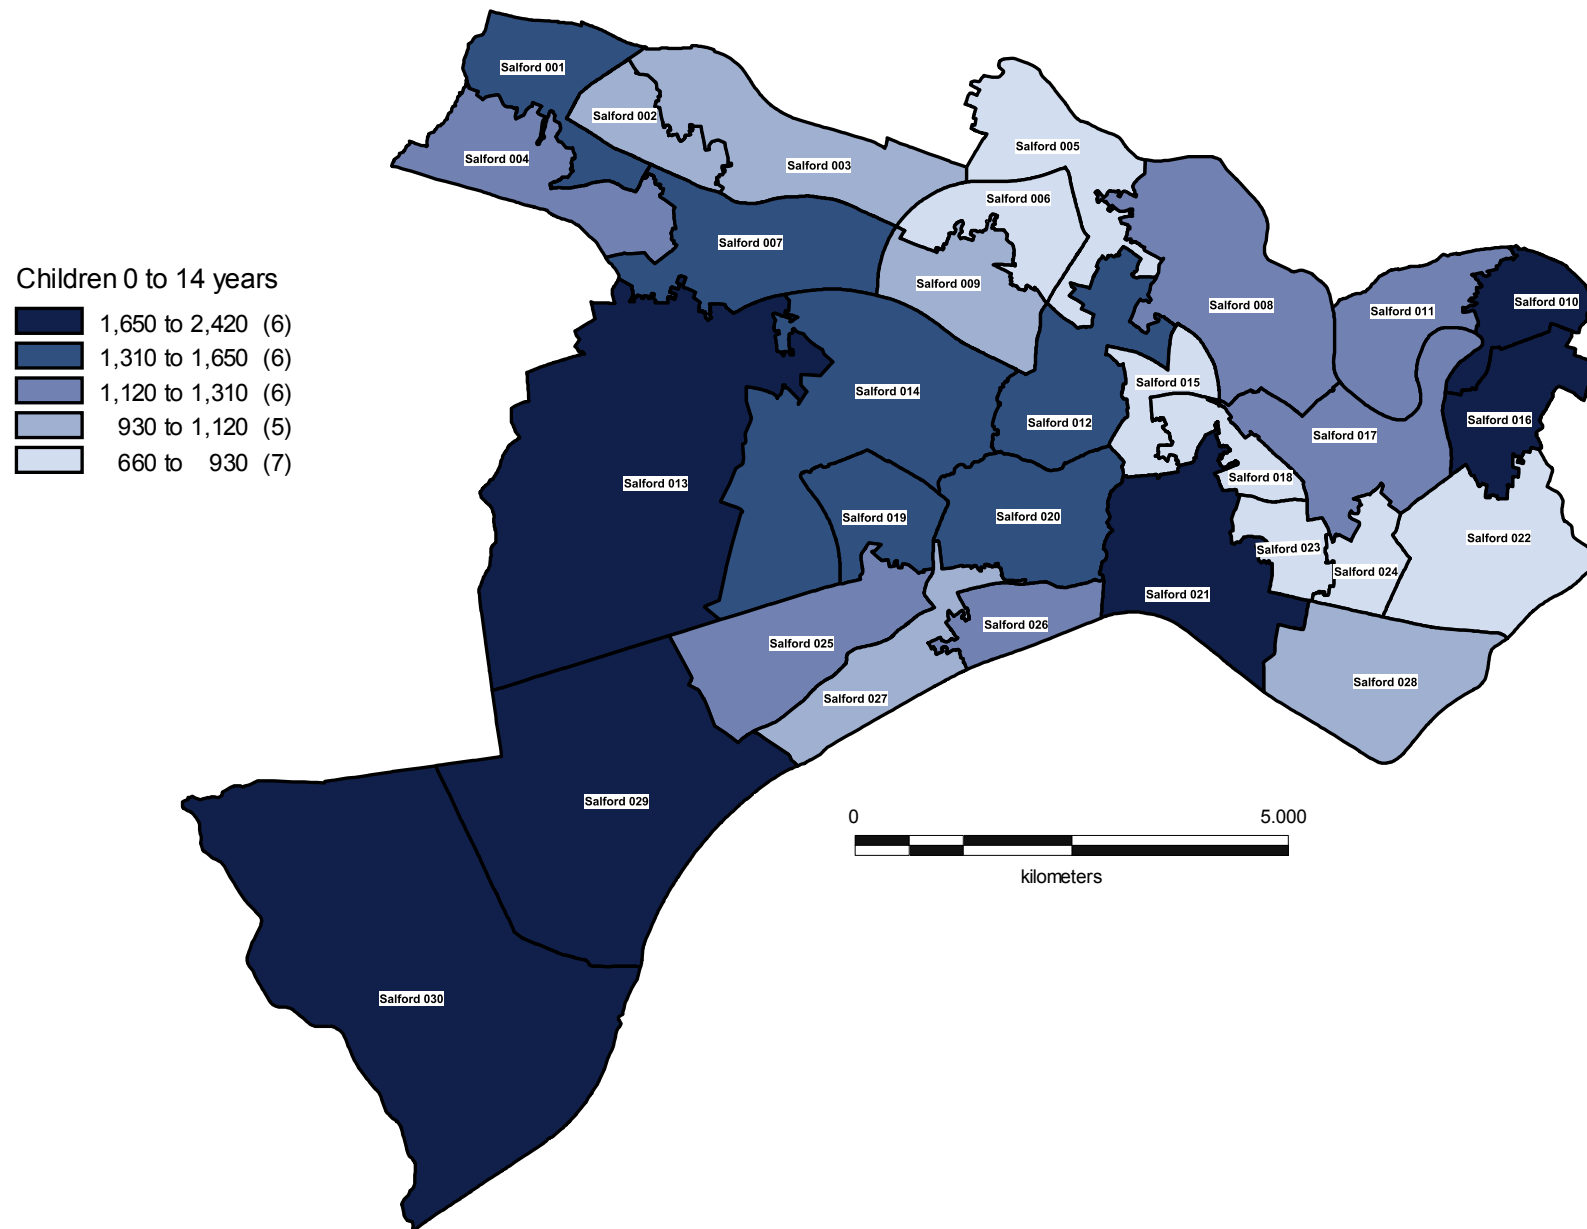 Salford 001
Salford 002
Salford 005
Salford 004
Salford 003
Salford 006
Salford 007
Children 0 to 14 years
1,650 to 2,420 (6)
1,310 to 1,650 (6)
1,120 to 1,310 (6)
930 to 1,120 (5)
660 to 930 (7)
Salford 009
Salford 008
Salford 011
Salford 010
Salford 014
Salford 015
Salford 012
Salford 016
Salford 017
Salford 013
Salford 018
Salford 019
Salford 020
Salford 022
Salford 023
Salford 024
Salford 021
Salford 025
Salford 026
Salford 027
Salford 028
Salford 029
0 5.000
kilometers
Salford 030